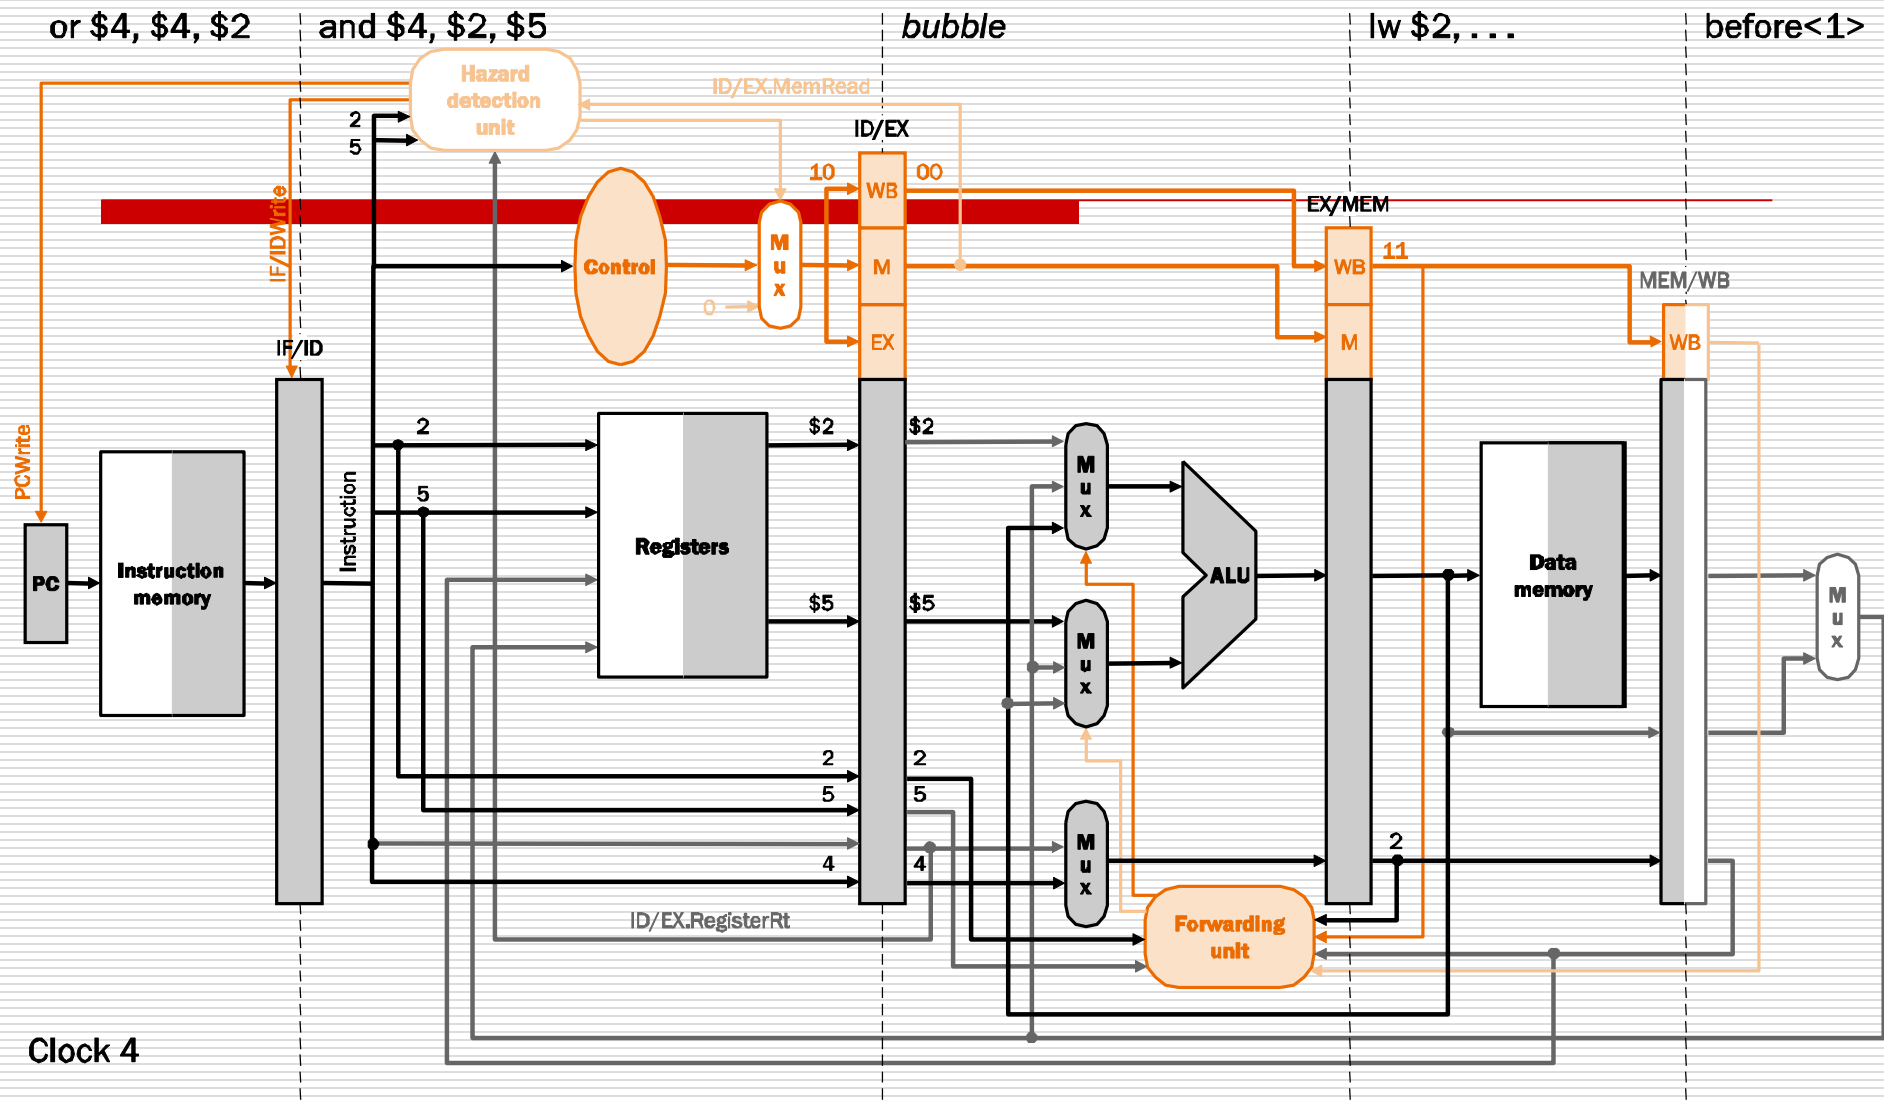 or $4, $4, $2
and $4, $2, $5
bubble
lw $2, . . .
before<1>
Hazard
detection
unit
ID/EX.MemRead
2
5
ID/EX
10
WB
00
IF/IDWrite
EX/MEM
Control
M
u
x
M
WB
11
MEM/WB
0
EX
M
WB
IF/ID
PCWrite
2
$2
$2
M
u
x
Instruction
5
Registers
PC
Instruction
memory
ALU
Data
memory
M
u
x
$5
$5
M
u
x
2
2
5
5
4
4
M
u
x
2
ID/EX.RegisterRt
Forwarding
unit
Clock 4